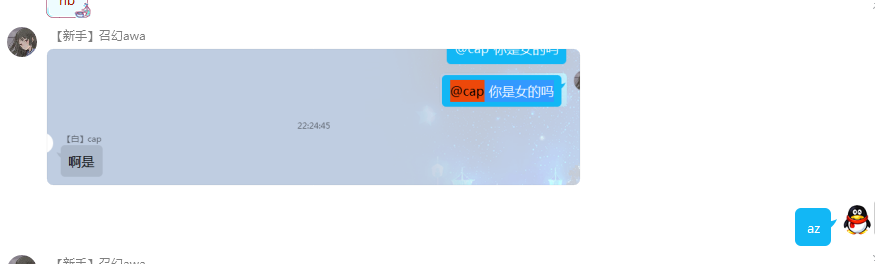 nb
【新手】召幻awa
@cap 你是女的吗
@cap 你是女的吗
22:24:45
【白】cap
啊是
az
【新手】召幻awa